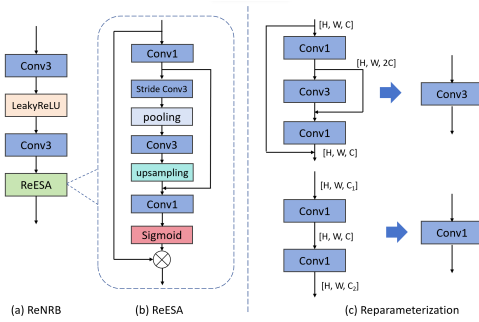 Conv3
LeakyReLU
Conv3
ReESA
(a) ReNRB
Conv1
Stride Conv3
pooling
Conv3
upsampling
Conv1
Sigmoid
(b) ReESA
[H, W, C]
Conv1
[H, W, 2C]
Conv3
Conv1
[H, W, C]
Conv3
[H, W, C₁]
Conv1
[H, W, C]
Conv1
[H, W, C₂]
Conv1
(c) Reparameterization